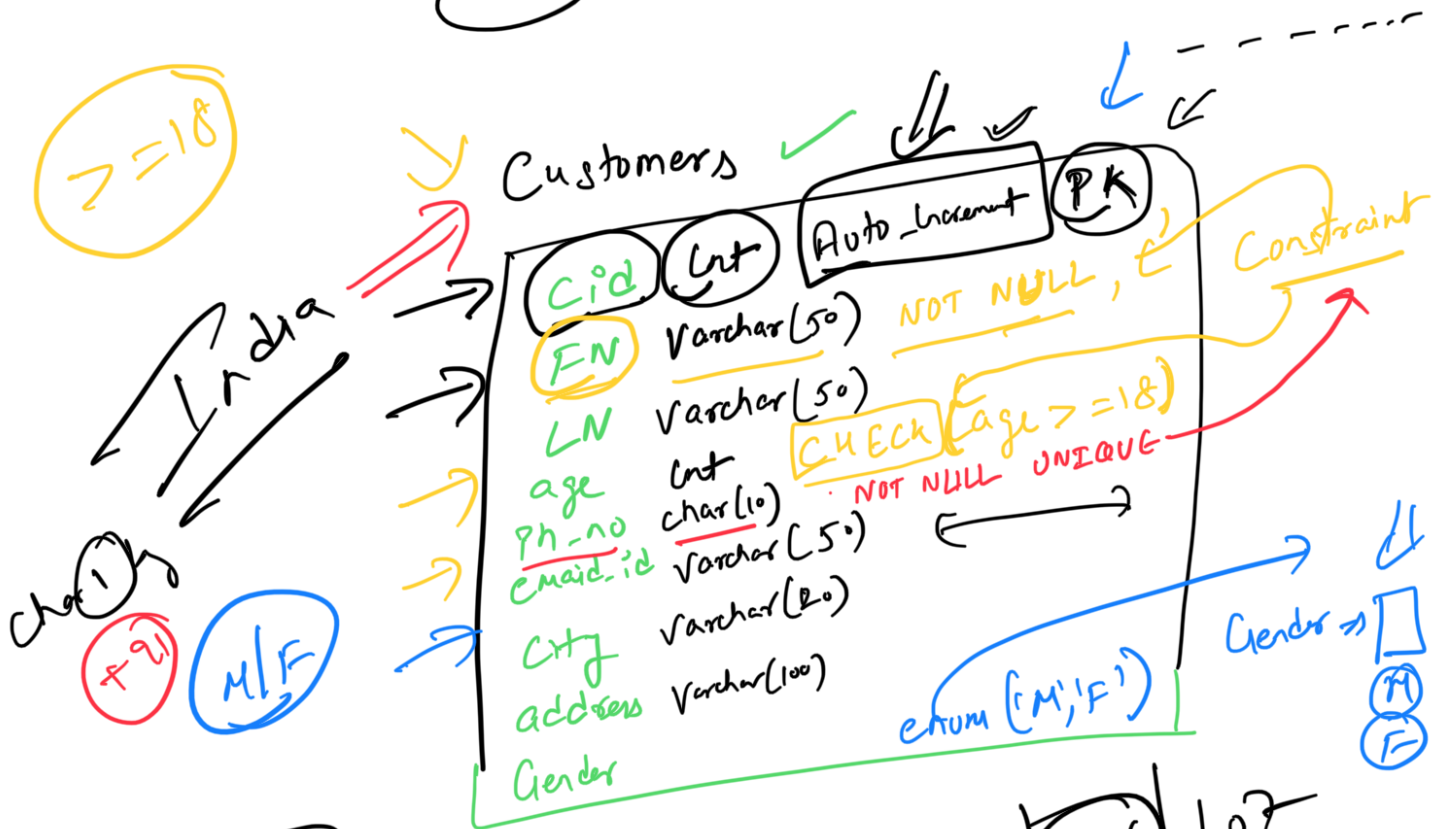 >=18
Customers
Cid Int Auto_Increment PK
FN Varchar(50) NOT NULL,
Constraint
LN Varchar(50)
age Int CHECK (age >=18)
Ph_no char(10) NOT NULL UNIQUE
emaid_id Varchar(50)
City Varchar(20)
address Varchar(100)
Gender enum('M','F')
India
+91
M/F
Gender =>
M
F